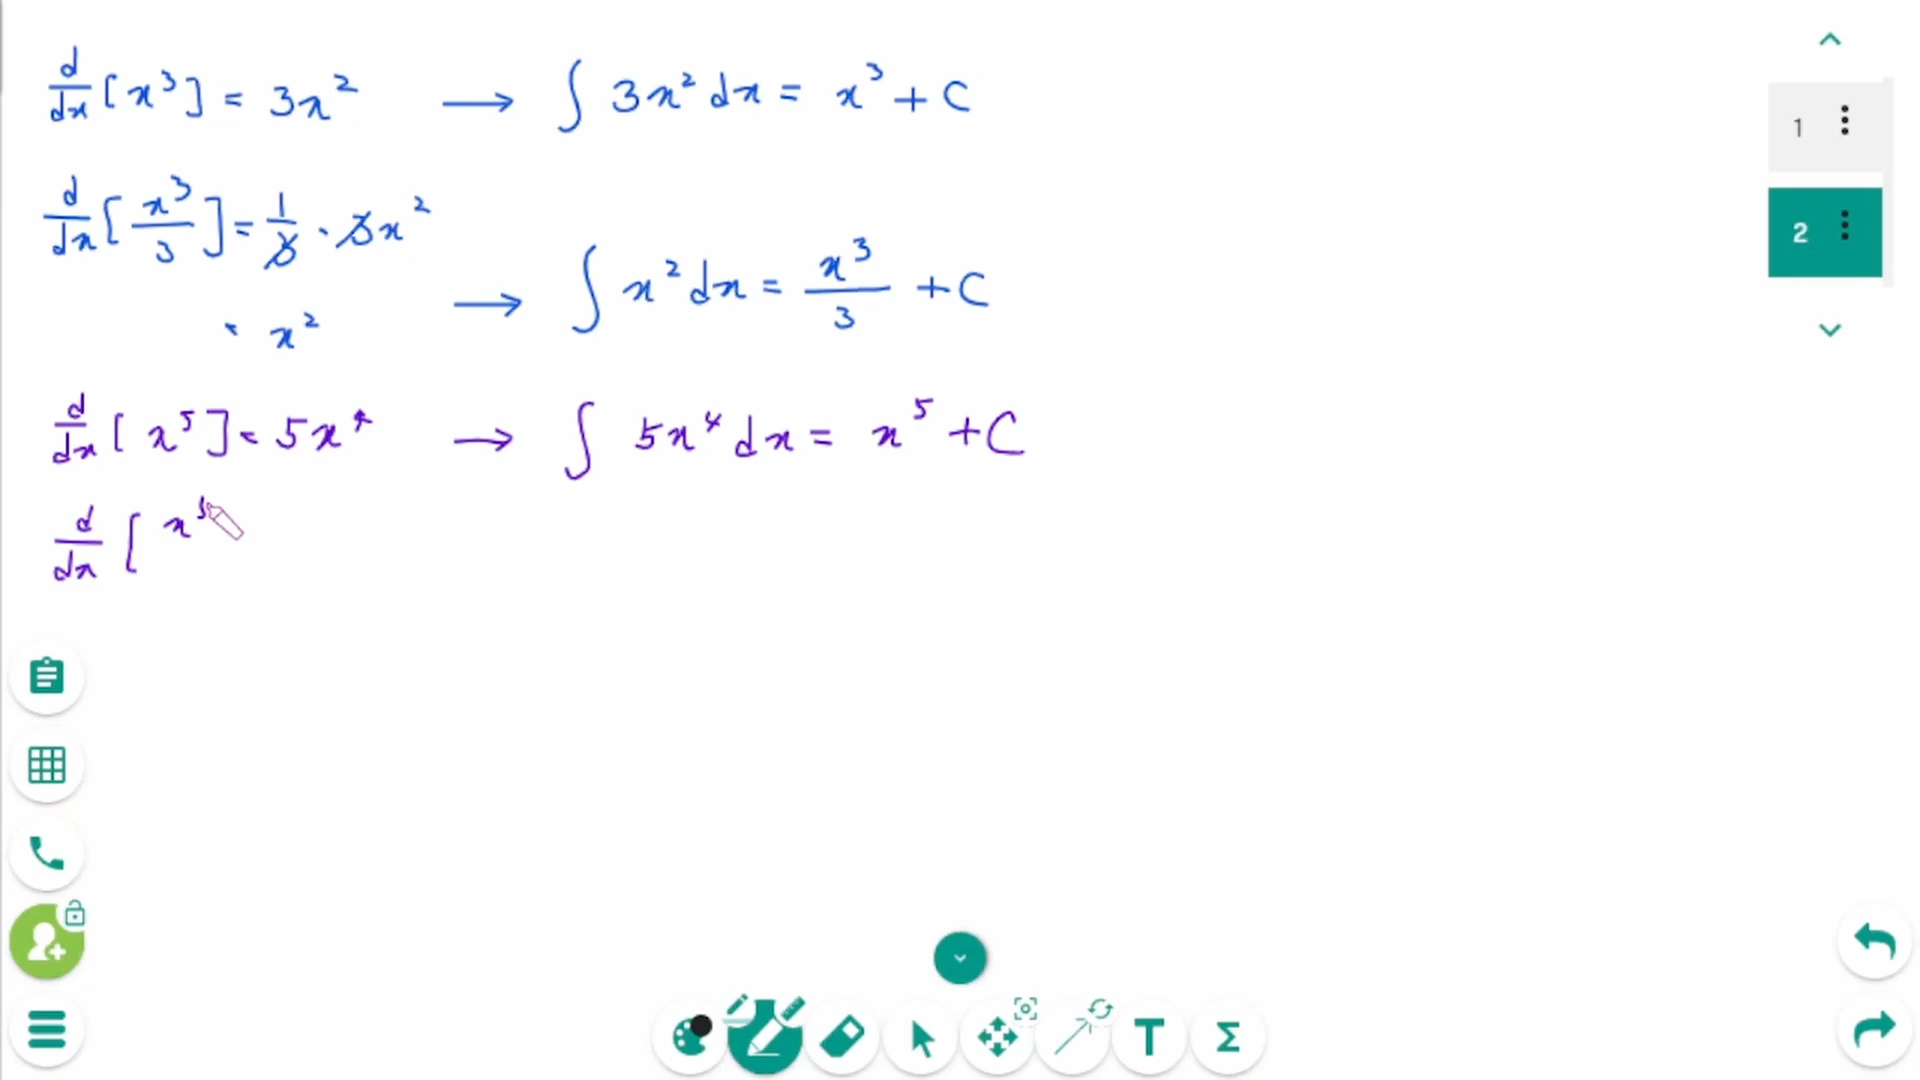 d/dx [x³] = 3x² → ∫ 3x² dx = x³ + C
d/dx [x³/3] = 1/3 · 3x²
= x² → ∫ x² dx = x³/3 + C
d/dx [x⁵] = 5x⁴ → ∫ 5x⁴ dx = x⁵ + C
d/dx [x⁵
1
2
T
Σ